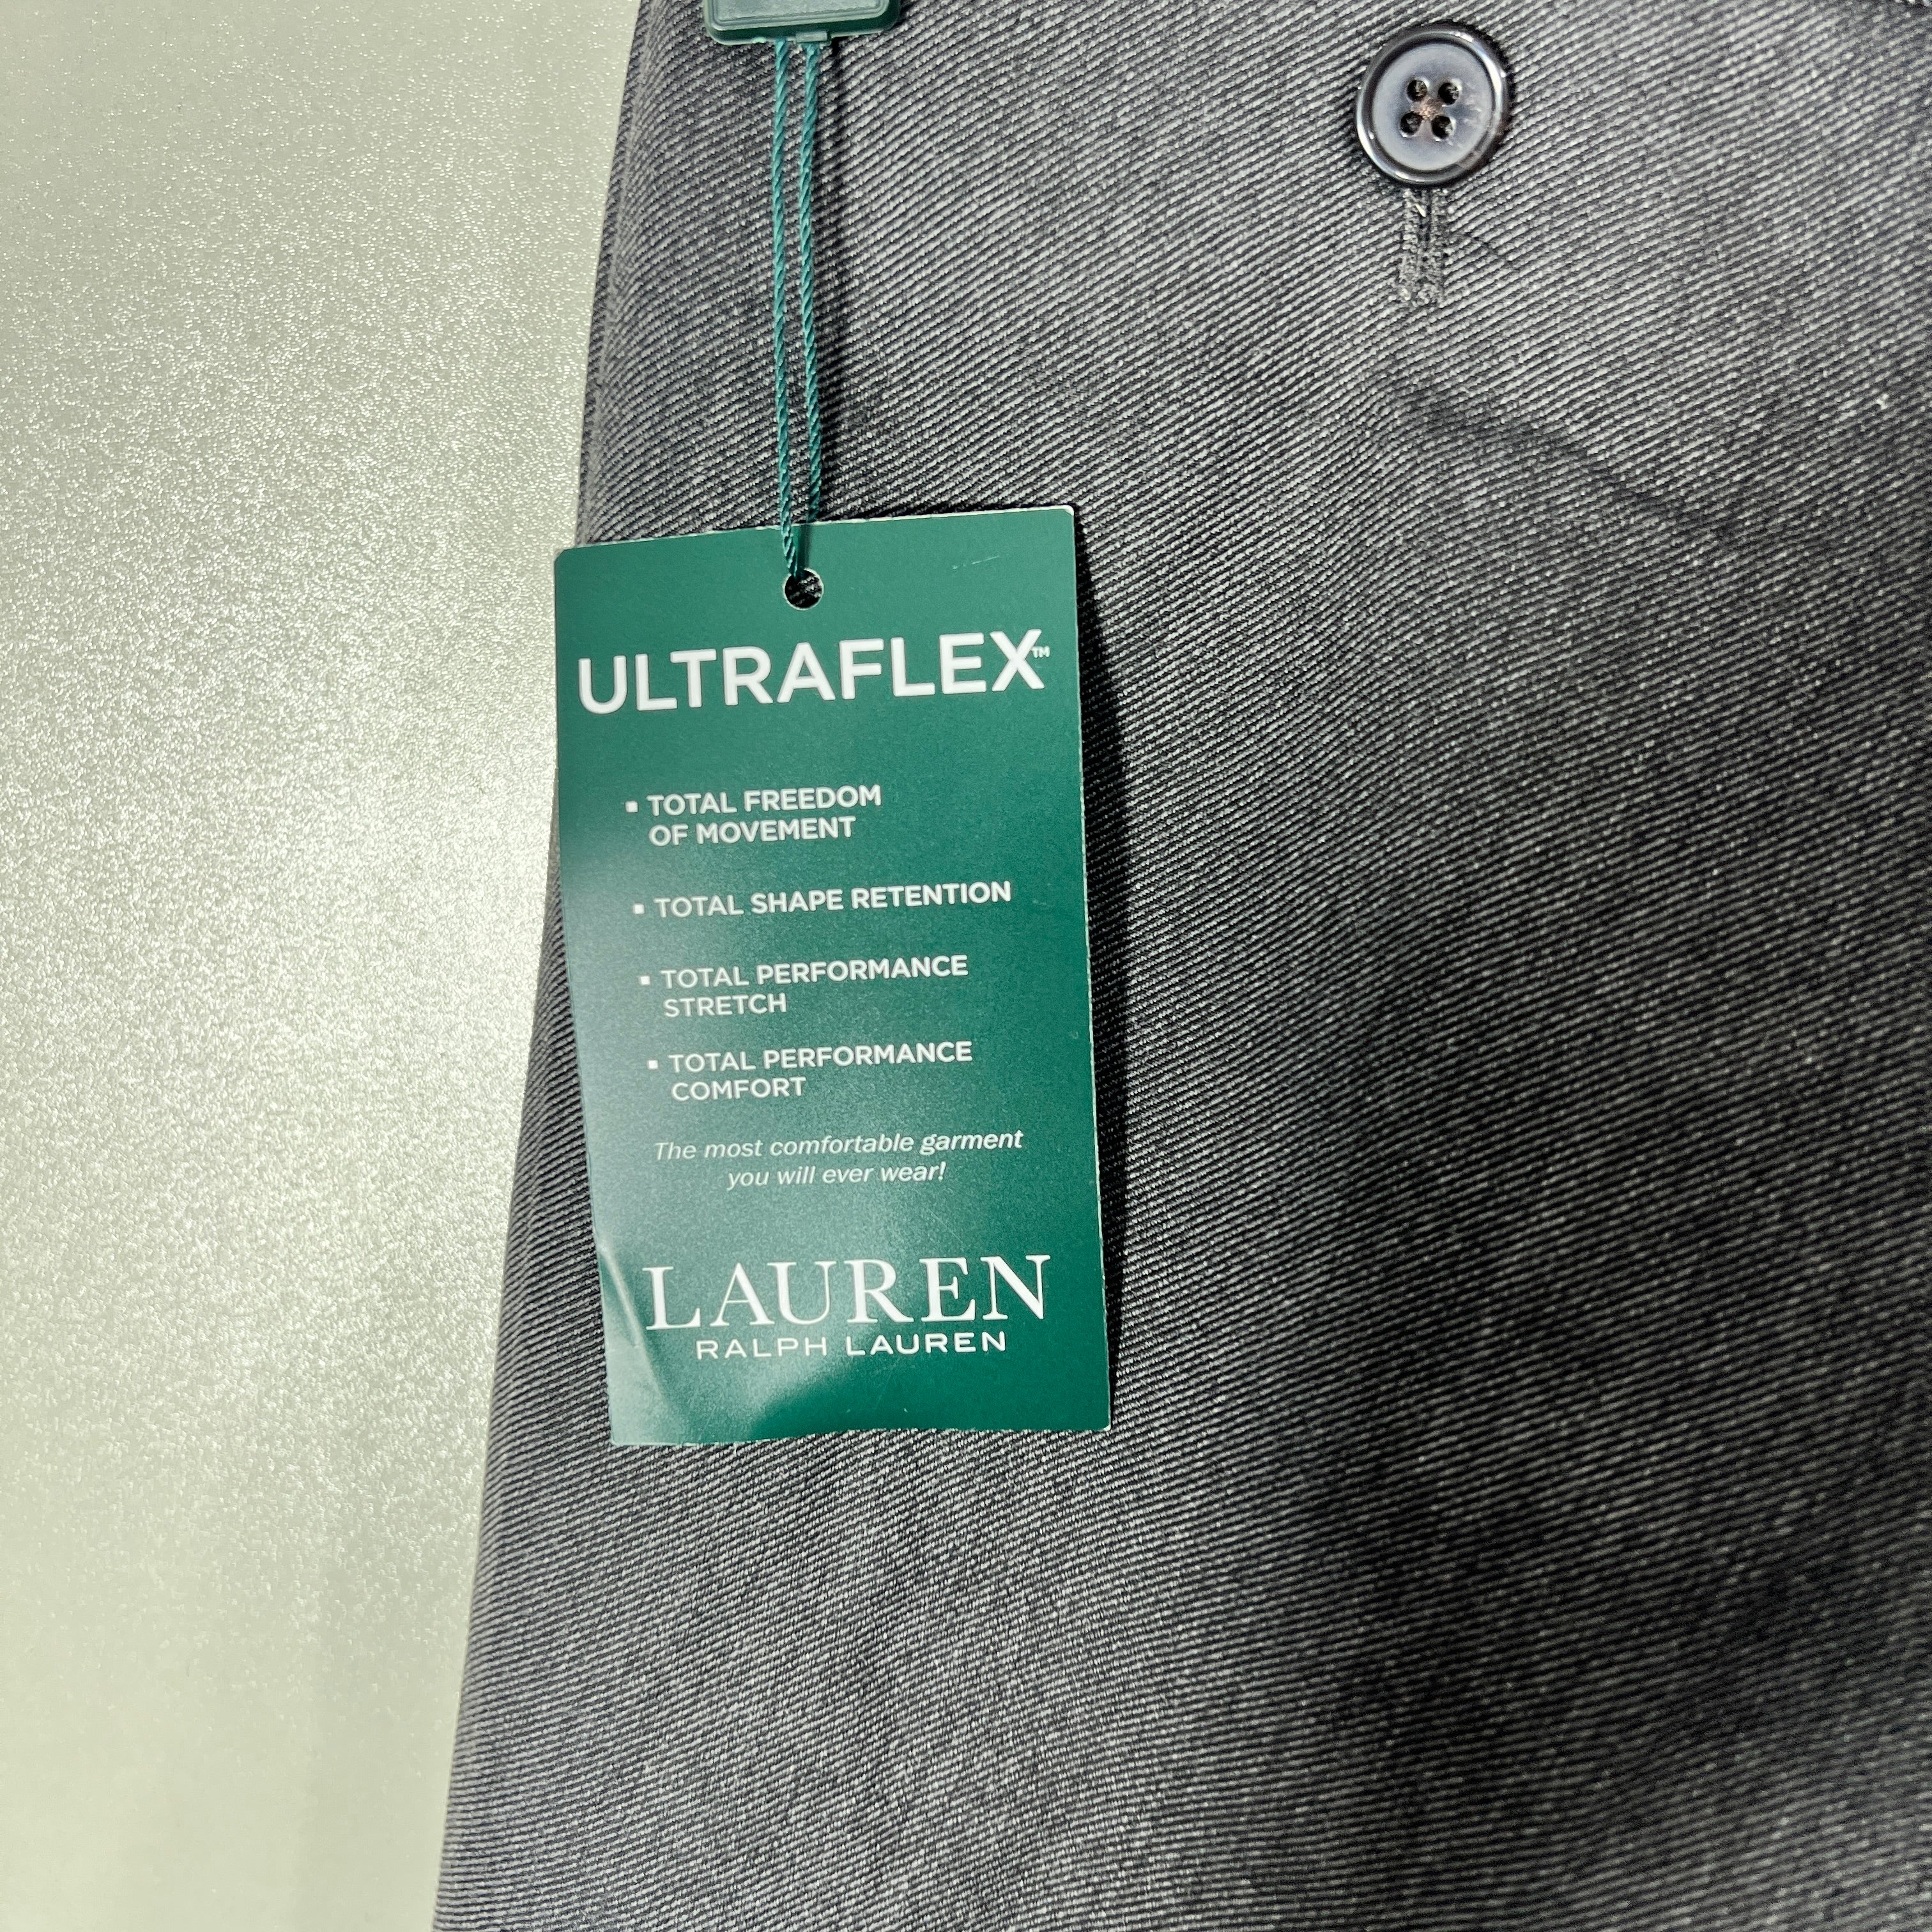 ULTRAFLEX™
▪ TOTAL FREEDOM
OF MOVEMENT
▪ TOTAL SHAPE RETENTION
▪ TOTAL PERFORMANCE
STRETCH
▪ TOTAL PERFORMANCE
COMFORT
The most comfortable garment
you will ever wear!
LAUREN
RALPH LAUREN